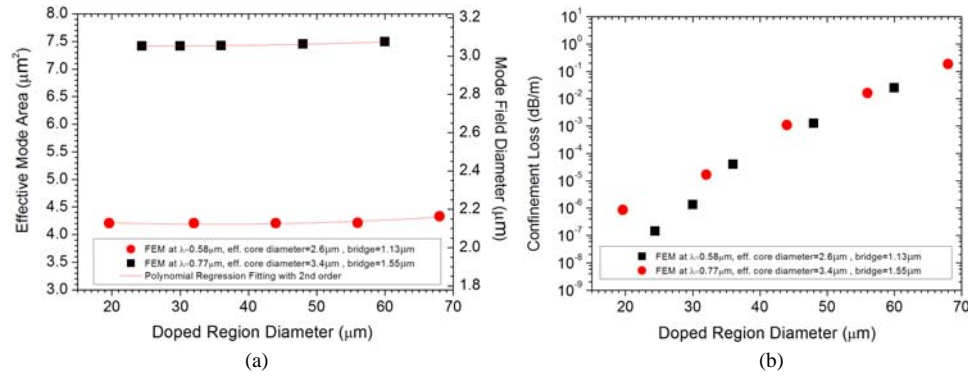 8.0
7.5
7.0
6.5
6.0
5.5
5.0
4.5
4.0
3.5
3.0
Effective Mode Area (μm²)
3.2
3.0
2.8
2.6
2.4
2.2
2.0
1.8
Mode Field Diameter (μm)
FEM at λ=0.58μm, eff. core diameter=2.6μm , bridge=1.13μm
FEM at λ=0.77μm, eff. core diameter=3.4μm , bridge=1.55μm
Polynomial Regression Fitting with 2nd order
20 30 40 50 60 70
Doped Region Diameter (μm)
(a)
10¹
10⁰
10⁻¹
10⁻²
10⁻³
10⁻⁴
10⁻⁵
10⁻⁶
10⁻⁷
10⁻⁸
10⁻⁹
Confinement Loss (dB/m)
FEM at λ=0.58μm, eff. core diameter=2.6μm , bridge=1.13μm
FEM at λ=0.77μm, eff. core diameter=3.4μm , bridge=1.55μm
20 30 40 50 60 70
Doped Region Diameter (μm)
(b)